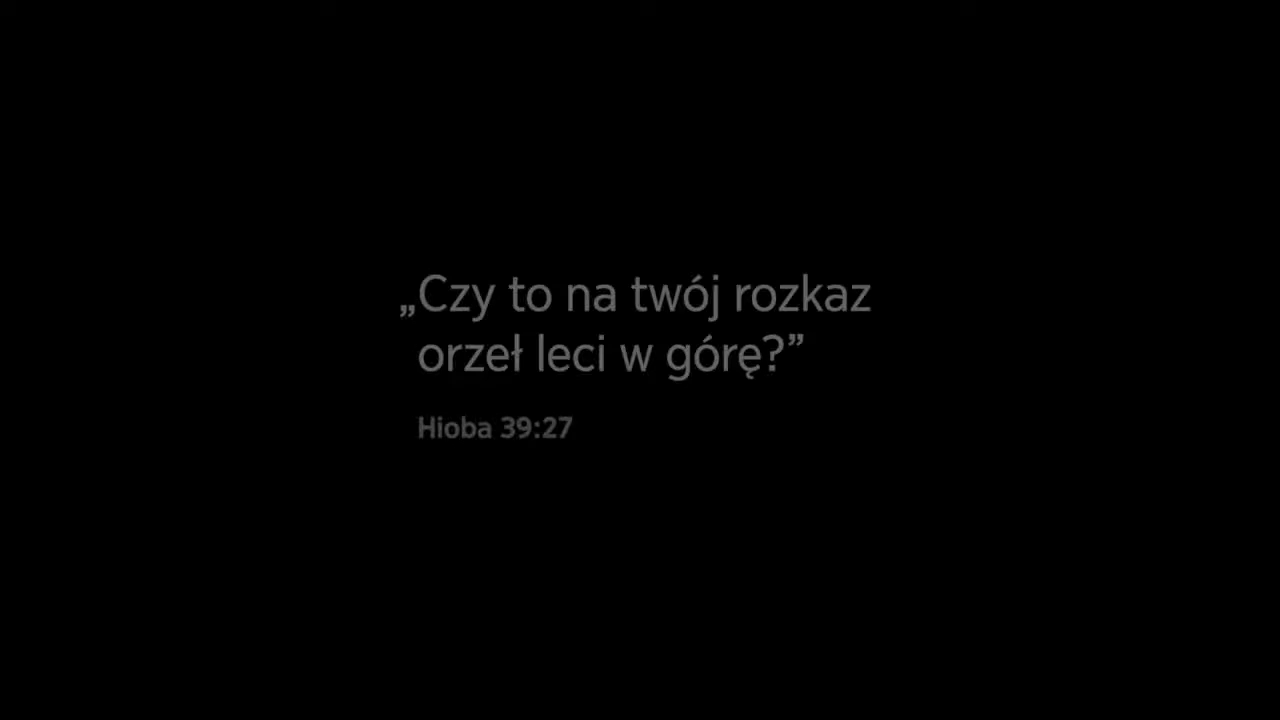 „Czy to na twój rozkaz
orzeł leci w górę?”
Hioba 39:27